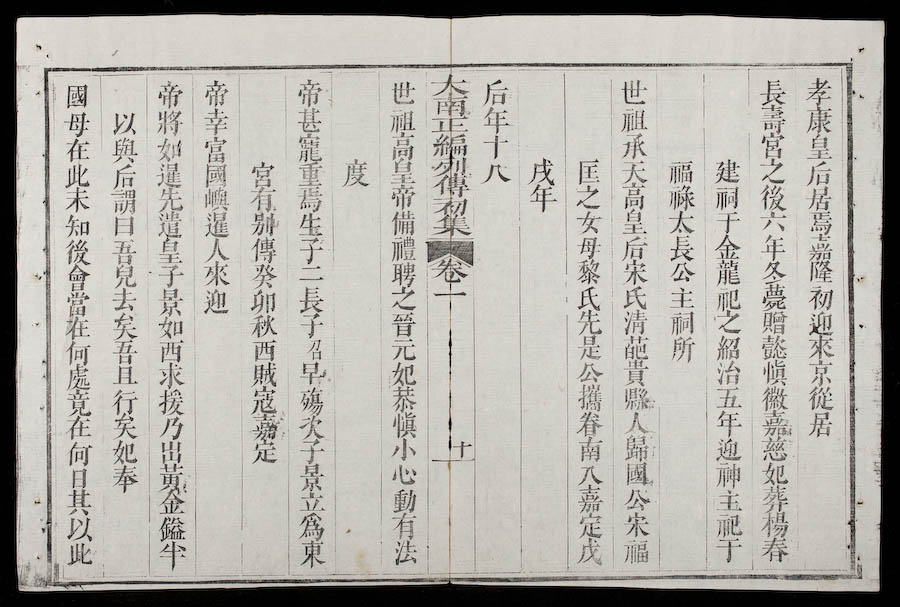 孝康皇后居焉嘉隆初迎來京從居
長壽宮之後六年冬薨贈懿愼徽嘉慈妃葬楊春
建祠于金龍祀之紹治五年迎神主祀于
福祿太長公主祠所
世祖承天高皇后宋氏清葩貴縣人歸國公宋福
匡之女母黎氏先是公攜眷南入嘉定戊
戌年
后年十八
大南正編列傳初集 卷一 十
世祖高皇帝備禮聘之晉元妃恭愼小心動有法
度
帝甚寵重焉生子二長子昭早殤次子景立爲東
宮有別傳癸卯秋西賊寇嘉定
帝幸富國嶼暹人來迎
帝將如暹先遣皇子景如西求援乃出黃金鎰半
以與后謂曰吾兒去矣吾且行矣妃奉
國母在此未知後會當在何處竟在何日其以此